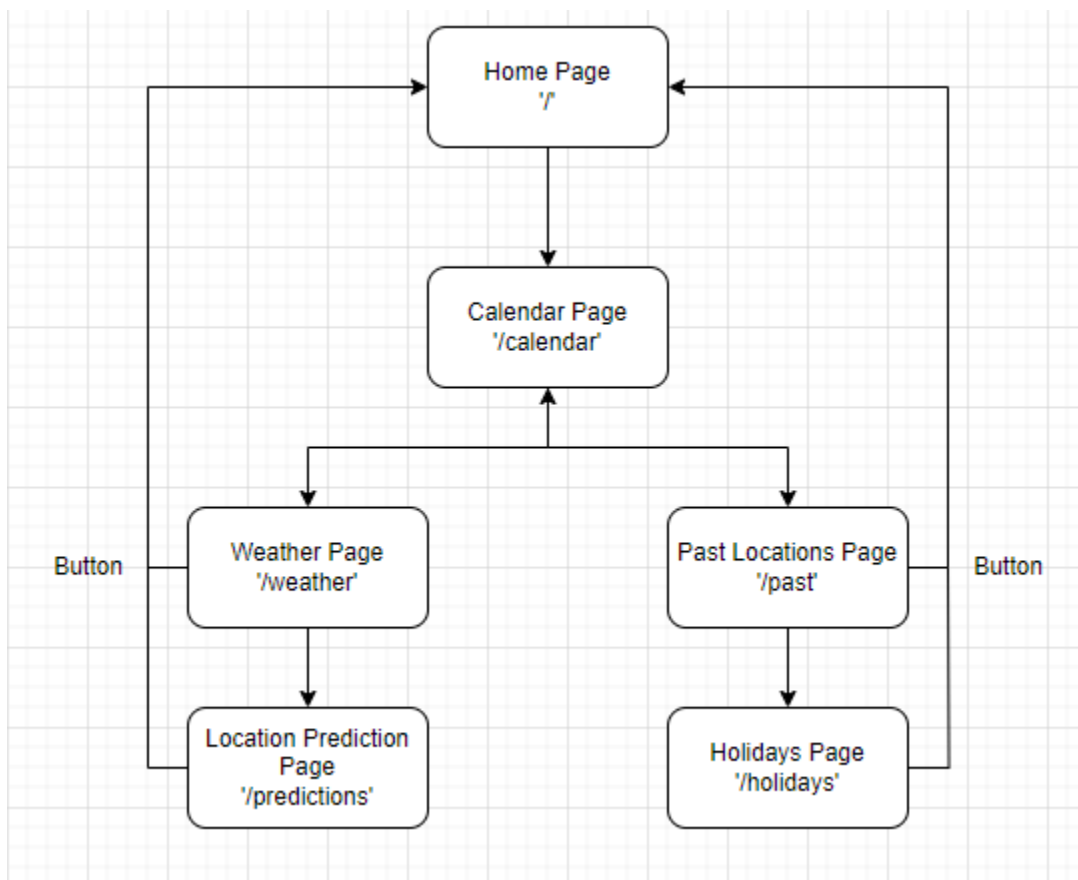 Home Page
'/'
Calendar Page
'/calendar'
Button
Weather Page
'/weather'
Past Locations Page
'/past'
Button
Location Prediction
Page
'/predictions'
Holidays Page
'/holidays'